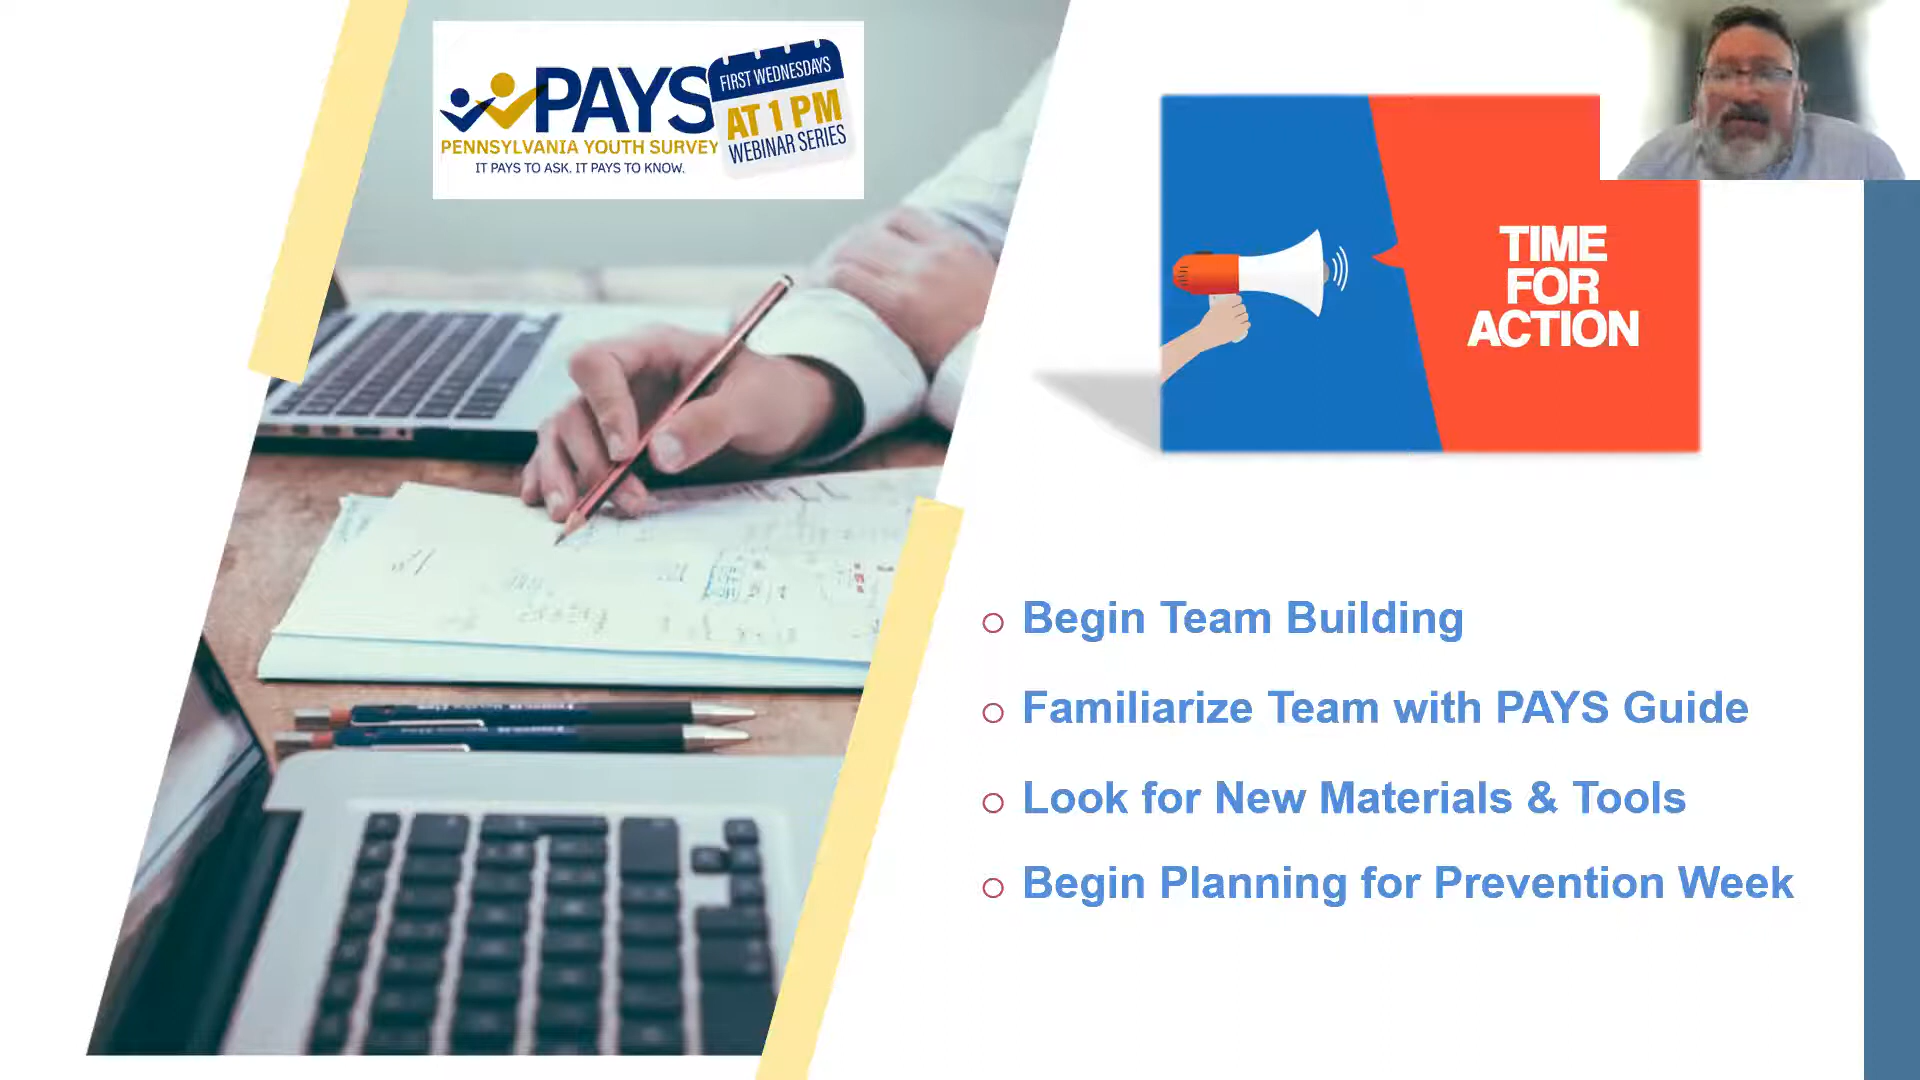 PAYS
PENNSYLVANIA YOUTH SURVEY
IT PAYS TO ASK. IT PAYS TO KNOW.
FIRST WEDNESDAYS
AT 1 PM
WEBINAR SERIES
TIME
FOR
ACTION
Begin Team Building
Familiarize Team with PAYS Guide
Look for New Materials & Tools
Begin Planning for Prevention Week